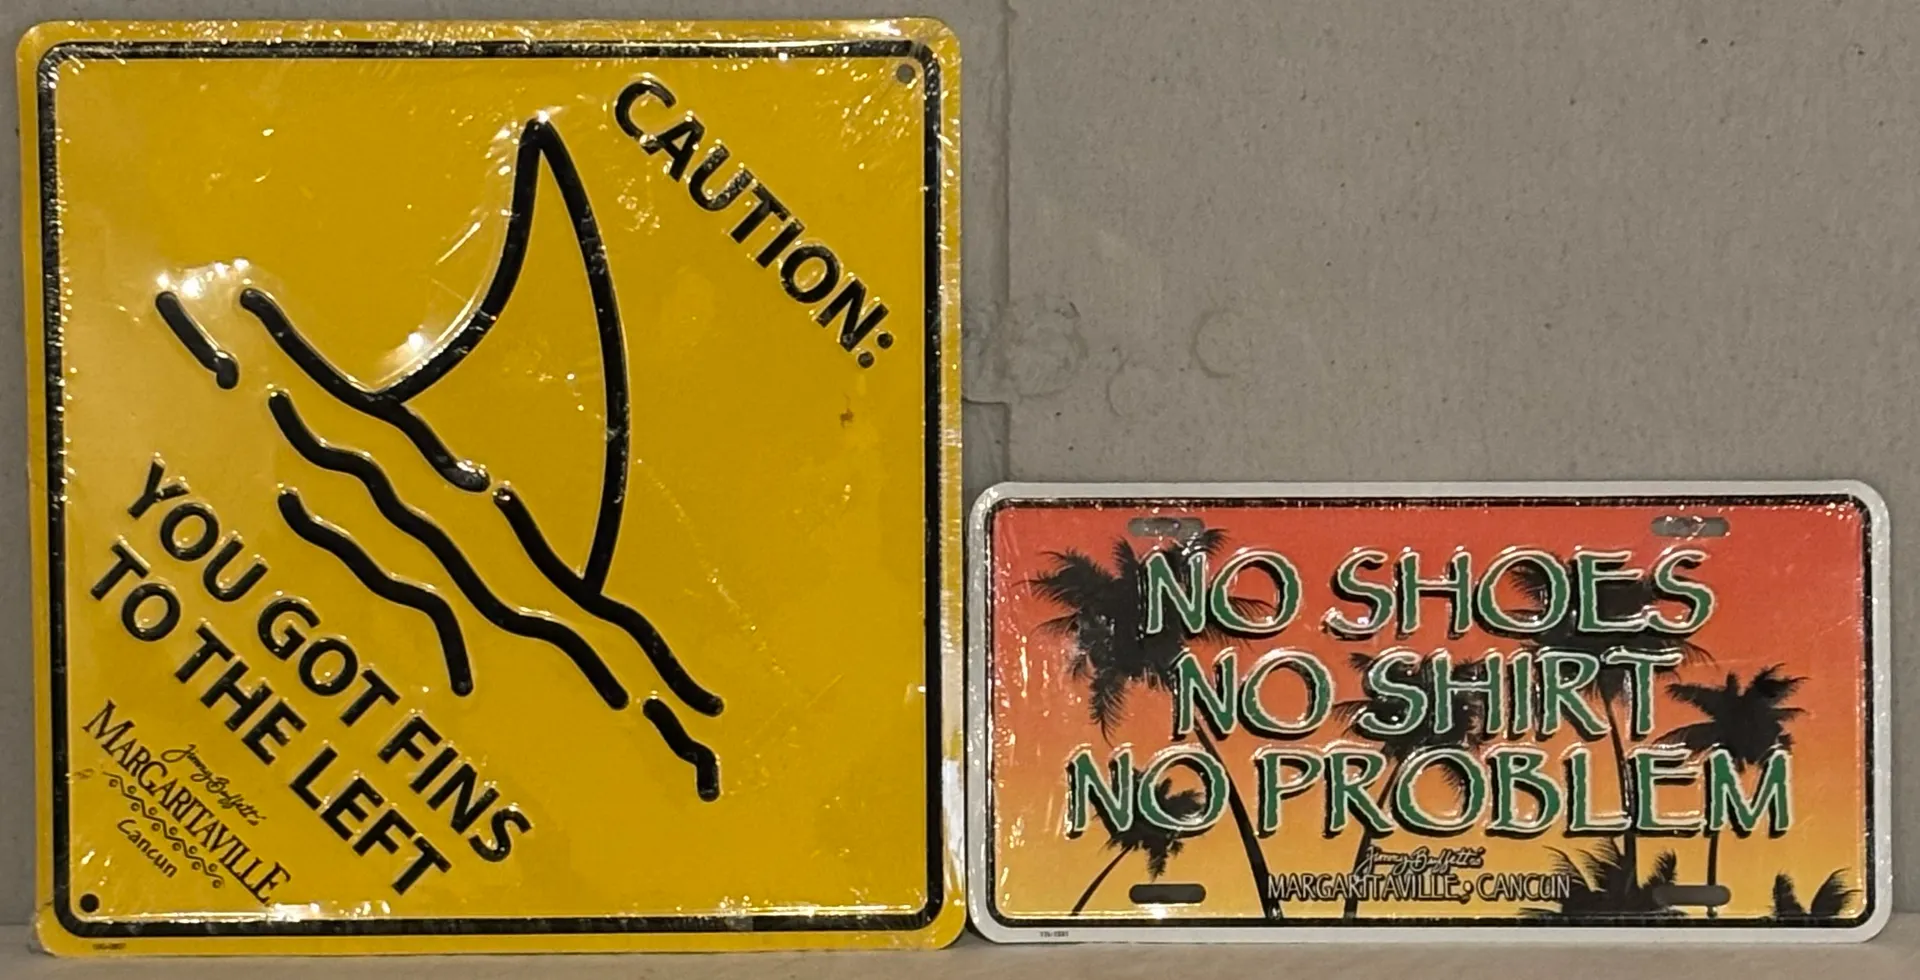 CAUTION:
YOU GOT FINS
TO THE LEFT
Jimmy Buffett's
MARGARITAVILLE
Cancun
NO SHOES
NO SHIRT
NO PROBLEM
Jimmy Buffett's
MARGARITAVILLE • CANCUN